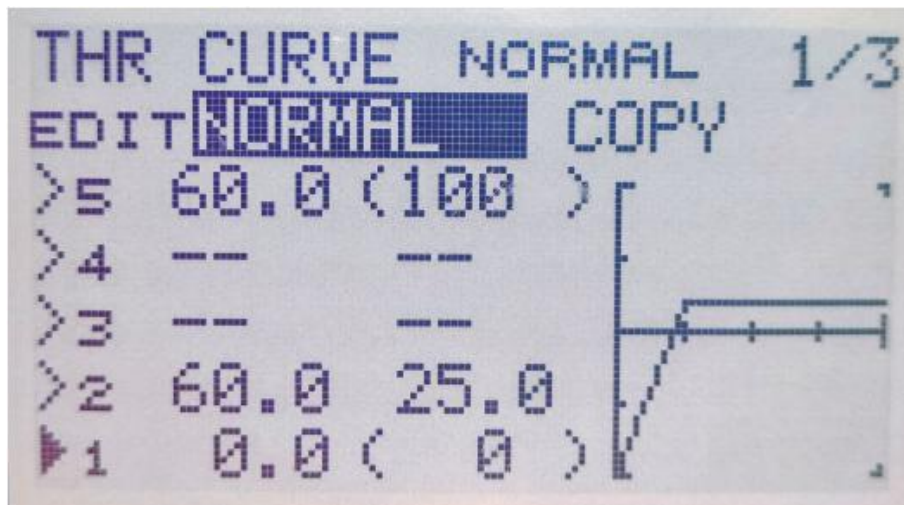 THR CURVE NORMAL 1/3
EDIT NORMAL COPY
>5 60.0 (100 )
>4 -- --
>3 -- --
>2 60.0 25.0
▶1 0.0 ( 0 )